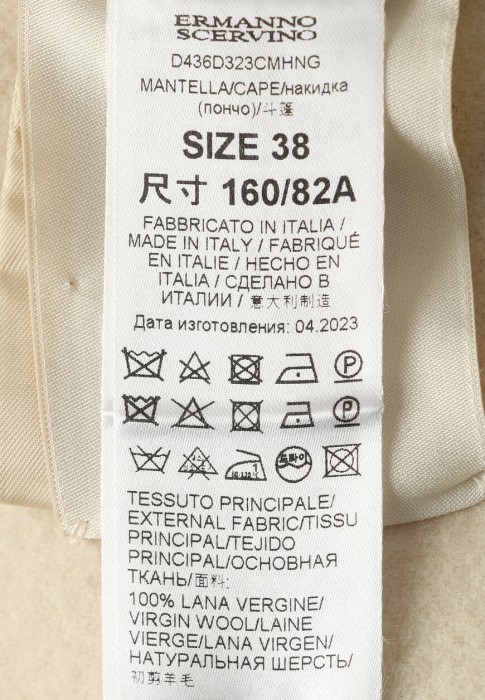 ERMANNO
SCERVINO
D436D323CMHNG
MANTELLA/CAPE/накидка
(пончо)/斗篷
SIZE 38
尺寸 160/82A
FABBRICATO IN ITALIA /
MADE IN ITALY / FABRIQUÉ
EN ITALIE / HECHO EN
ITALIA / СДЕЛАНО В
ИТАЛИИ / 意大利制造
Дата изготовления: 04.2023
P
P
드라이
TESSUTO PRINCIPALE/
EXTERNAL FABRIC/TISSU
PRINCIPAL/TEJIDO
PRINCIPAL/ОСНОВНАЯ
ТКАНЬ/面料:
100% LANA VERGINE/
VIRGIN WOOL/LAINE
VIERGE/LANA VIRGEN/
НАТУРАЛЬНАЯ ШЕРСТЬ/
初剪羊毛